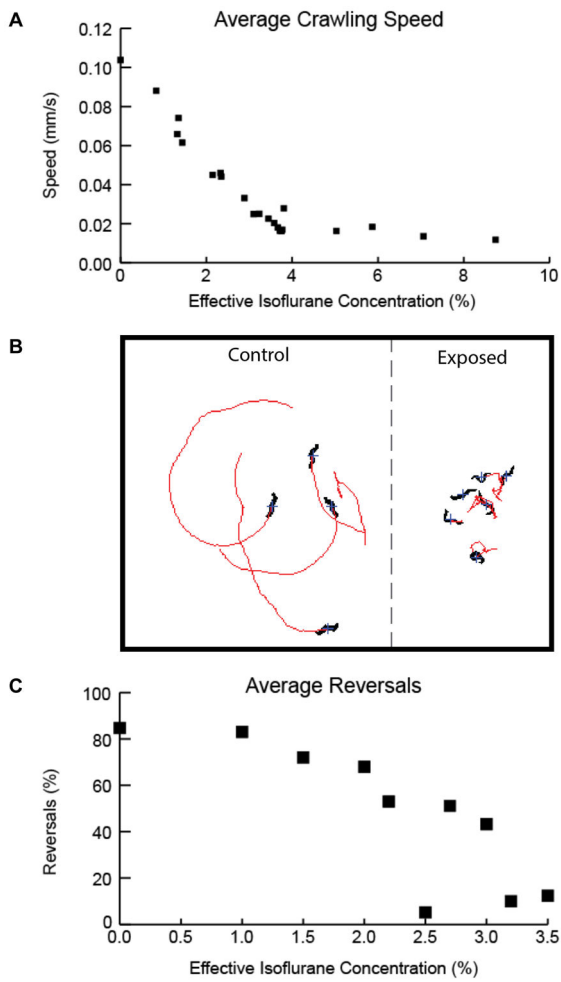 A
Average Crawling Speed
Speed (mm/s)
0.12
0.10
0.08
0.06
0.04
0.02
0.00
0 2 4 6 8 10
Effective Isoflurane Concentration (%)
B
Control Exposed
C
Average Reversals
Reversals (%)
100
80
60
40
20
0
0.0 0.5 1.0 1.5 2.0 2.5 3.0 3.5
Effective Isoflurane Concentration (%)